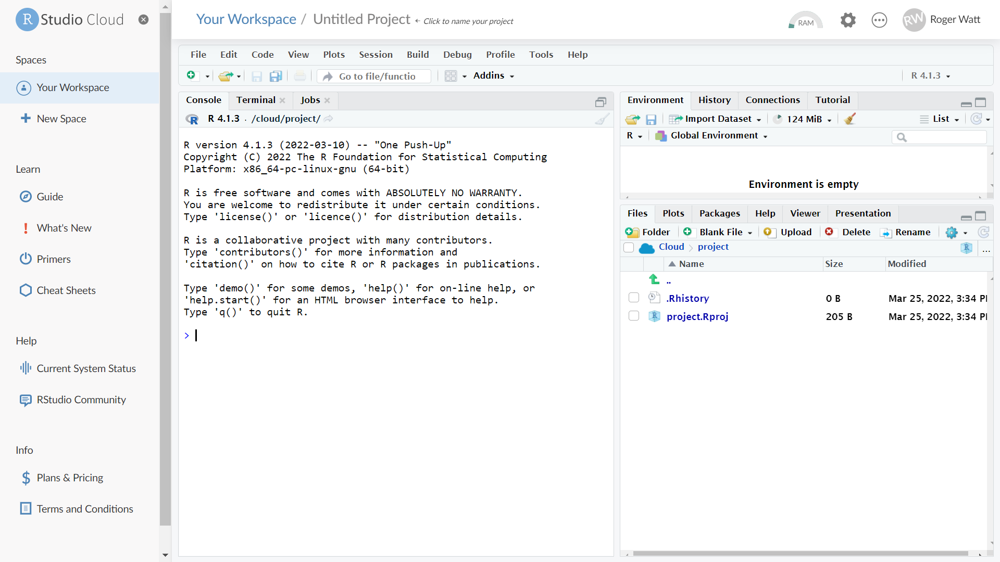 R Studio Cloud
Spaces
Your Workspace
New Space
Learn
Guide
What's New
Primers
Cheat Sheets
Help
Current System Status
RStudio Community
Info
Plans & Pricing
Terms and Conditions
Your Workspace / Untitled Project Click to name your project
RAM
RW Roger Watt
File Edit Code View Plots Session Build Debug Profile Tools Help
Go to file/functio Addins R 4.1.3
Console Terminal Jobs
R 4.1.3 · /cloud/project/
R version 4.1.3 (2022-03-10) -- "One Push-Up"
Copyright (C) 2022 The R Foundation for Statistical Computing
Platform: x86_64-pc-linux-gnu (64-bit)
R is free software and comes with ABSOLUTELY NO WARRANTY.
You are welcome to redistribute it under certain conditions.
Type 'license()' or 'licence()' for distribution details.
R is a collaborative project with many contributors.
Type 'contributors()' for more information and
'citation()' on how to cite R or R packages in publications.
Type 'demo()' for some demos, 'help()' for on-line help, or
'help.start()' for an HTML browser interface to help.
Type 'q()' to quit R.
>
Environment History Connections Tutorial
Import Dataset 124 MiB List
R Global Environment
Environment is empty
Files Plots Packages Help Viewer Presentation
Folder Blank File Upload Delete Rename
Cloud project ...
Name Size Modified
..
.Rhistory 0 B Mar 25, 2022, 3:34 P
project.Rproj 205 B Mar 25, 2022, 3:34 P